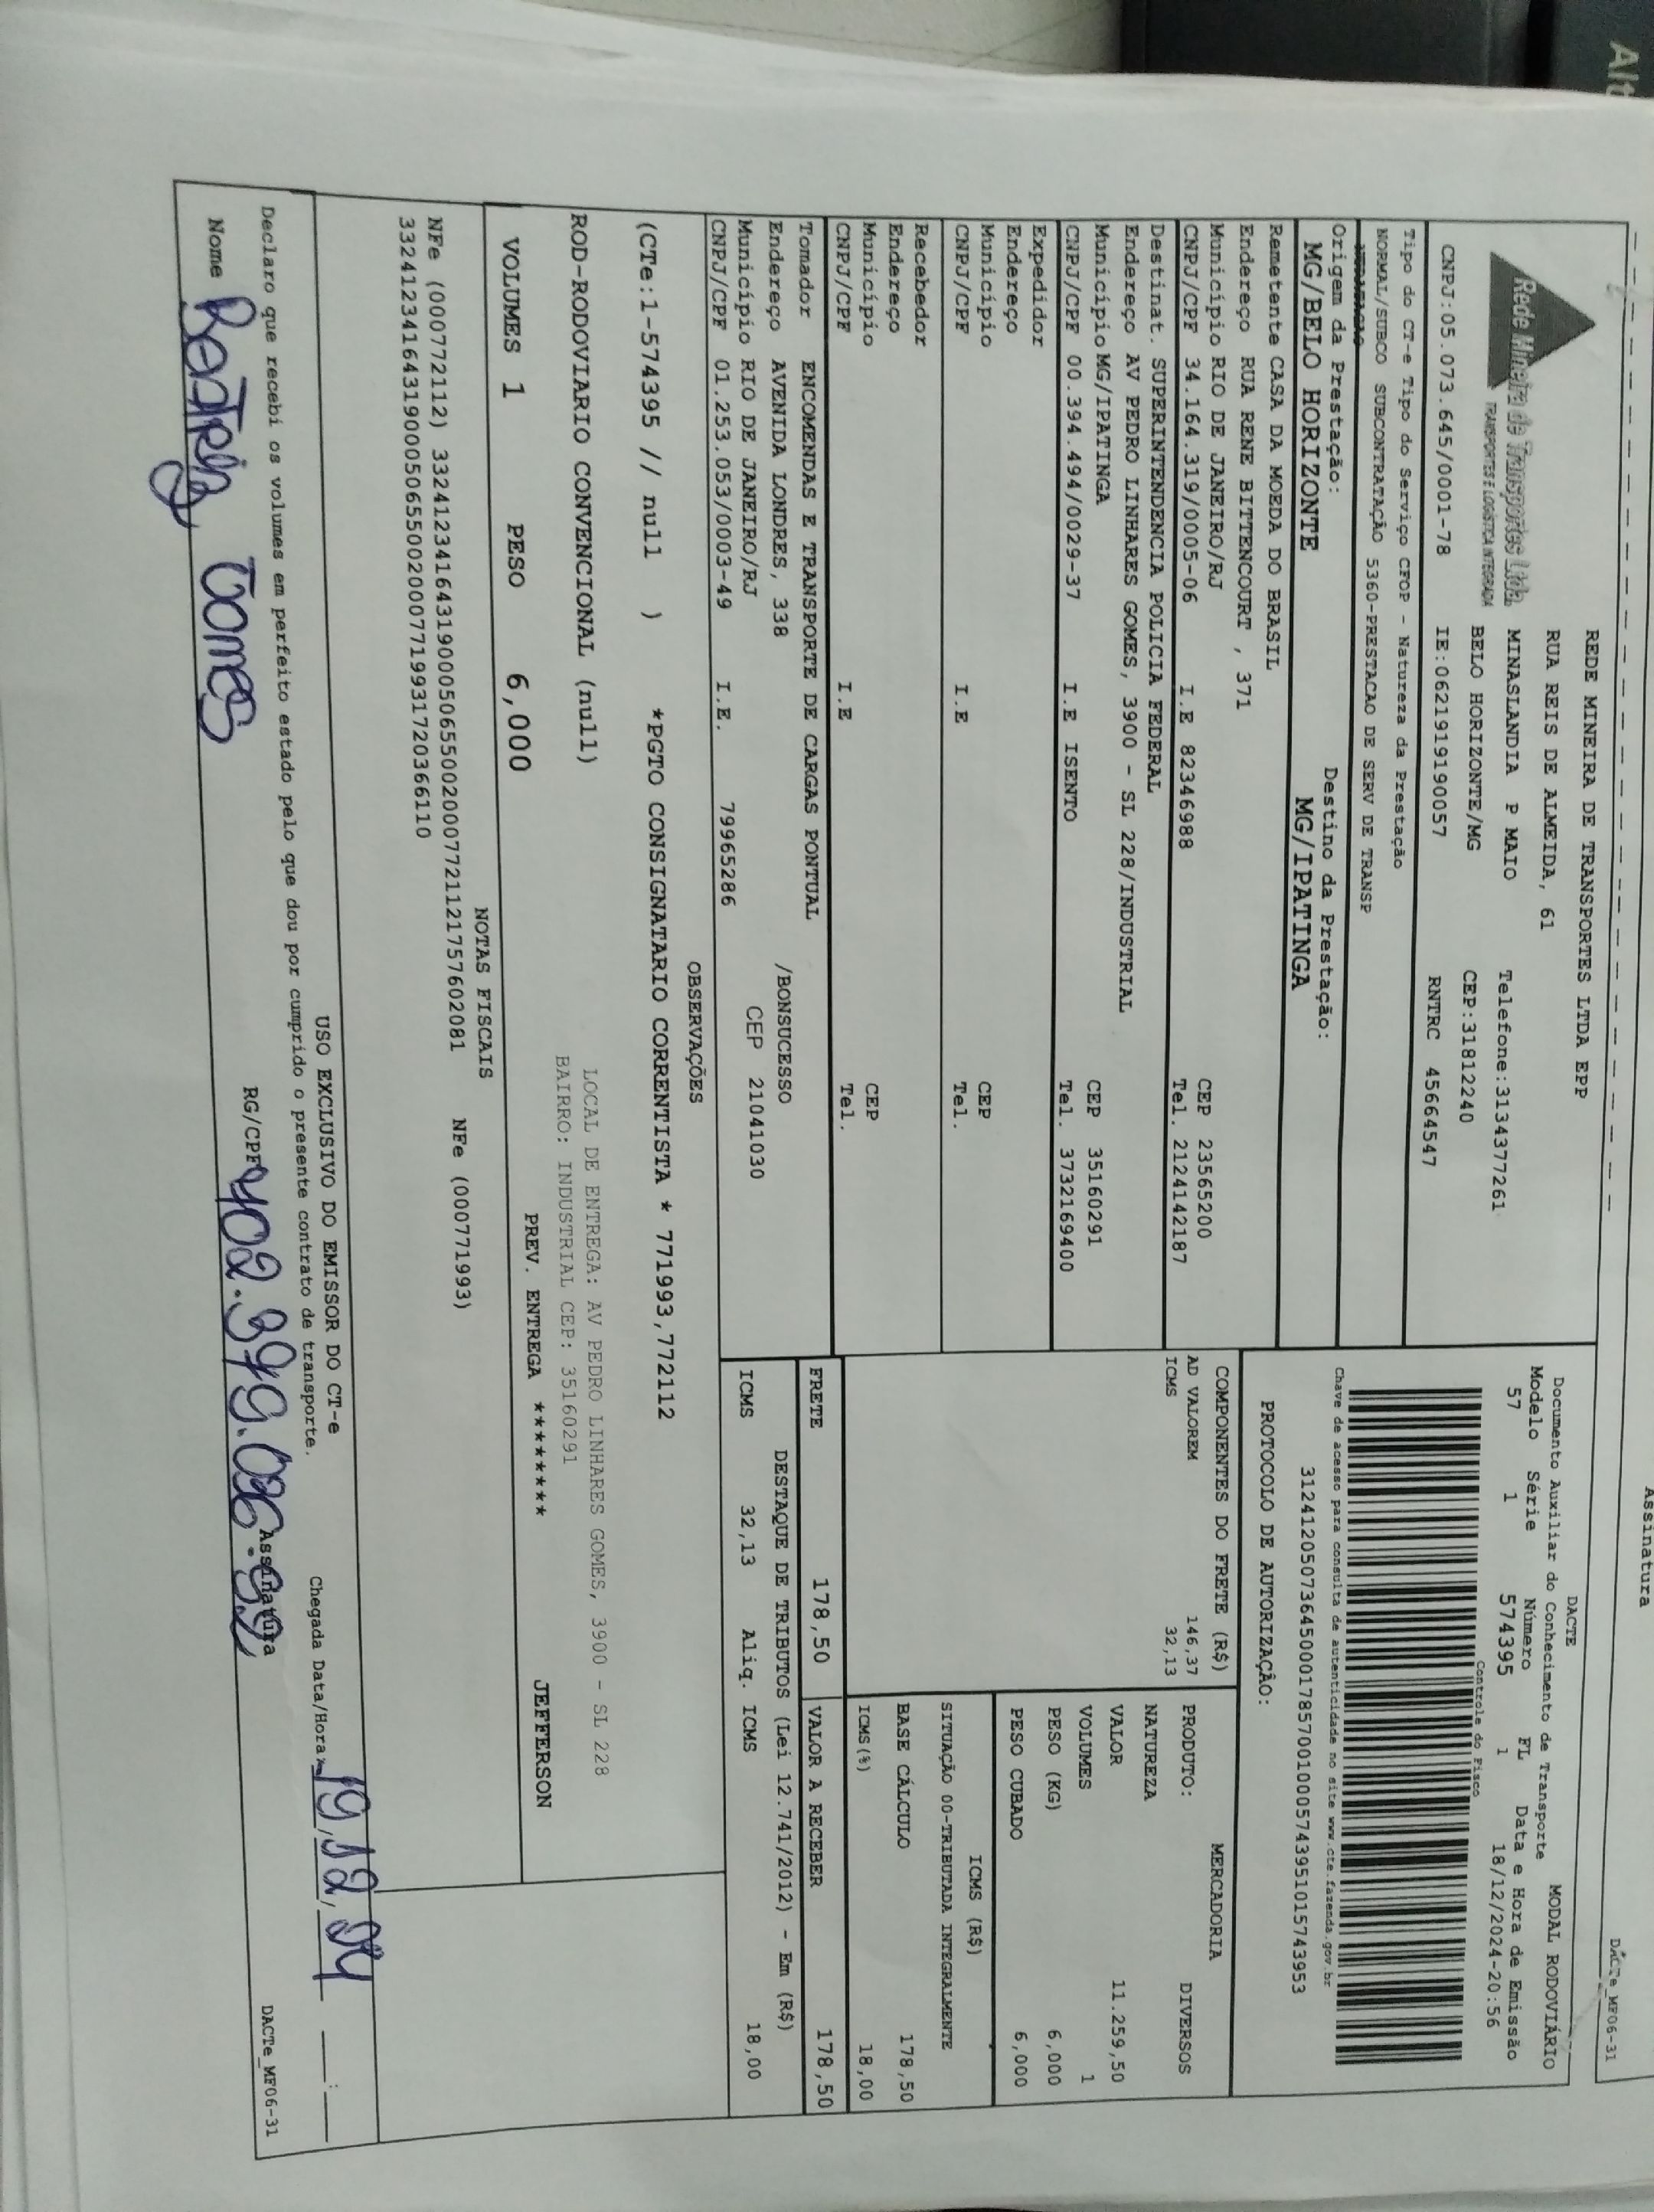 Alt
Assinatura
DACTe_MF06-31
Rede Mineira de Transportes Ltda.
TRANSPORTES E LOGÍSTICA INTEGRADA
REDE MINEIRA DE TRANSPORTES LTDA EPP
RUA REIS DE ALMEIDA, 61
MINASLANDIA P MAIO Telefone:3134377261
BELO HORIZONTE/MG CEP:31812240
CNPJ:05.073.645/0001-78 IE:0621919190057 RNTRC 45664547
DACTE
Documento Auxiliar do Conhecimento de Transporte MODAL RODOVIÁRIO
Modelo Série Número FL Data e Hora de Emissão
57 1 574395 1 18/12/2024-20:56
Controle do Fisco
Chave de acesso para consulta de autenticidade no site www.cte.fazenda.gov.br
31241205073645000178570010005743951015743953
PROTOCOLO DE AUTORIZAÇÃO:
Tipo do CT-e Tipo do Serviço CFOP - Natureza da Prestação
NORMAL/SUBCO SUBCONTRATAÇÃO 5360-PRESTACAO DE SERV DE TRANSP
Origem da Prestação: Destino da Prestação:
MG/BELO HORIZONTE MG/IPATINGA
Remetente CASA DA MOEDA DO BRASIL
Endereço RUA RENE BITTENCOURT , 371
Município RIO DE JANEIRO/RJ CEP 23565200
CNPJ/CPF 34.164.319/0005-06 I.E 82346988 Tel. 2124142187
Destinat. SUPERINTENDENCIA POLICIA FEDERAL
Endereço AV PEDRO LINHARES GOMES, 3900 - SL 228/INDUSTRIAL
Município MG/IPATINGA CEP 35160291
CNPJ/CPF 00.394.494/0029-37 I.E ISENTO Tel. 3732169400
Expedidor
Endereço
Município CEP
CNPJ/CPF I.E Tel.
Recebedor
Endereço
Município CEP
CNPJ/CPF I.E Tel.
Tomador ENCOMENDAS E TRANSPORTE DE CARGAS PONTUAL
Endereço AVENIDA LONDRES, 338 /BONSUCESSO
Município RIO DE JANEIRO/RJ CEP 21041030
CNPJ/CPF 01.253.053/0003-49 I.E. 79965286
COMPONENTES DO FRETE (R$)
AD VALOREM 146,37
ICMS 32,13
MERCADORIA
PRODUTO: DIVERSOS
NATUREZA
VALOR 11.259,50
VOLUMES 1
PESO (KG) 6,000
PESO CUBADO 6,000
ICMS (R$)
SITUAÇÃO 00-TRIBUTADA INTEGRALMENTE
BASE CÁLCULO 178,50
ICMS(%) 18,00
FRETE 178,50 VALOR A RECEBER 178,50
DESTAQUE DE TRIBUTOS (Lei 12.741/2012) - Em (R$)
ICMS 32,13 Aliq. ICMS 18,00
OBSERVAÇÕES
(CTe:1-574395 // null ) *PGTO CONSIGNATARIO CORRENTISTA * 771993,772112
LOCAL DE ENTREGA: AV PEDRO LINHARES GOMES, 3900 - SL 228
ROD-RODOVIARIO CONVENCIONAL (null) BAIRRO: INDUSTRIAL CEP: 35160291
VOLUMES 1 PESO 6,000 PREV. ENTREGA ******** JEFFERSON
NOTAS FISCAIS
NFe (000772112) 33241234164319000506550020007721121757602081 NFe (000771993)
33241234164319000506550020007719931720366110
USO EXCLUSIVO DO EMISSOR DO CT-e
Declaro que recebi os volumes em perfeito estado pelo que dou por cumprido o presente contrato de transporte. Chegada Data/Hora 19/12/24 ___:___
Nome Beatriz Gomes RG/CPF 402.379.086-99 Assinatura
DACTe_MF06-31